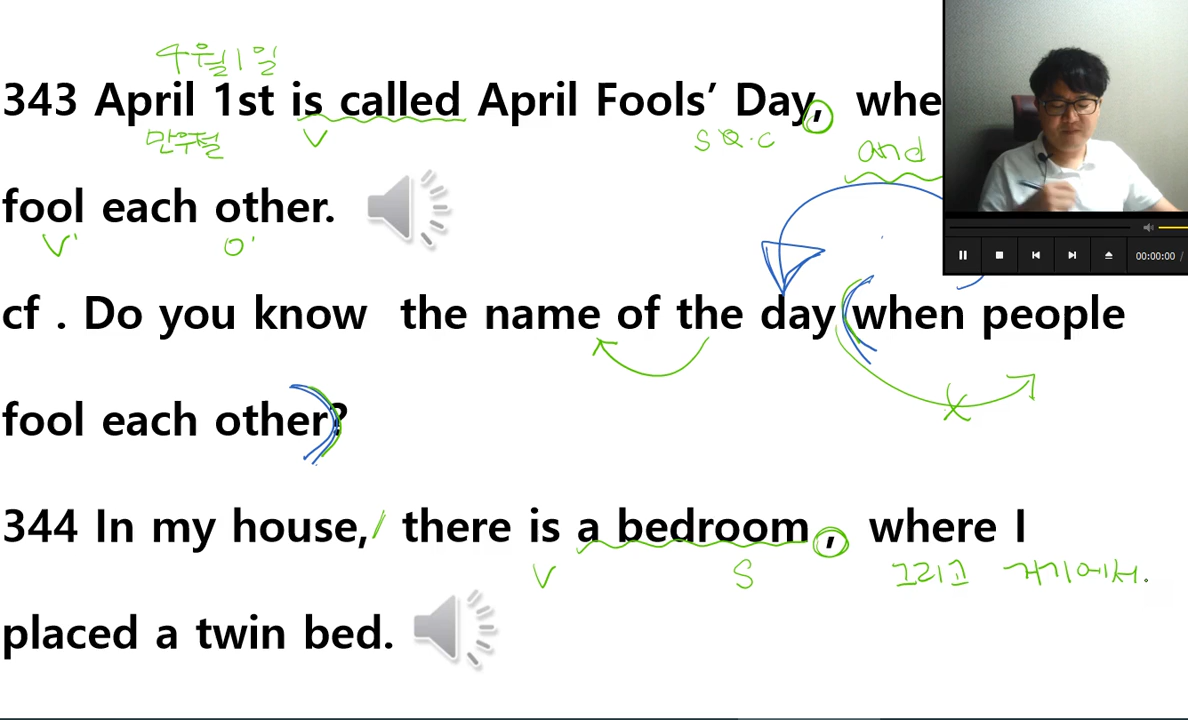 4월 1일
343 April 1st is called April Fools’ Day, whe
만우절 V S.C and
fool each other.
V' O'
cf . Do you know the name of the day when people
fool each other?
344 In my house, there is a bedroom, where I
V S 그리고 거기에서.
placed a twin bed.
00:00:00 /